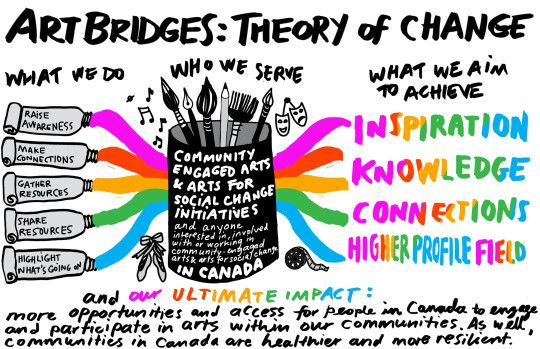 ARTBRIDGES: THEORY of CHANGE
WHAT WE DO
WHO WE SERVE
WHAT WE AIM
TO ACHIEVE
RAISE
AWARENESS
MAKE
CONNECTIONS
GATHER
RESOURCES
SHARE
RESOURCES
HIGHLIGHT
WHAT'S GOING ON
COMMUNITY
ENGAGED ARTS
& ARTS FOR
SOCIAL CHANGE
INITIATIVES
and anyone
interested in, involved
with or working in
community-engaged
arts & arts for social change
IN CANADA
INSPIRATION
KNOWLEDGE
CONNECTIONS
HIGHER PROFILE FIELD
and our ULTIMATE IMPACT:
more opportunities and access for people in Canada to engage
and participate in arts within our communities. As well,
communities in Canada are healthier and more resilient.